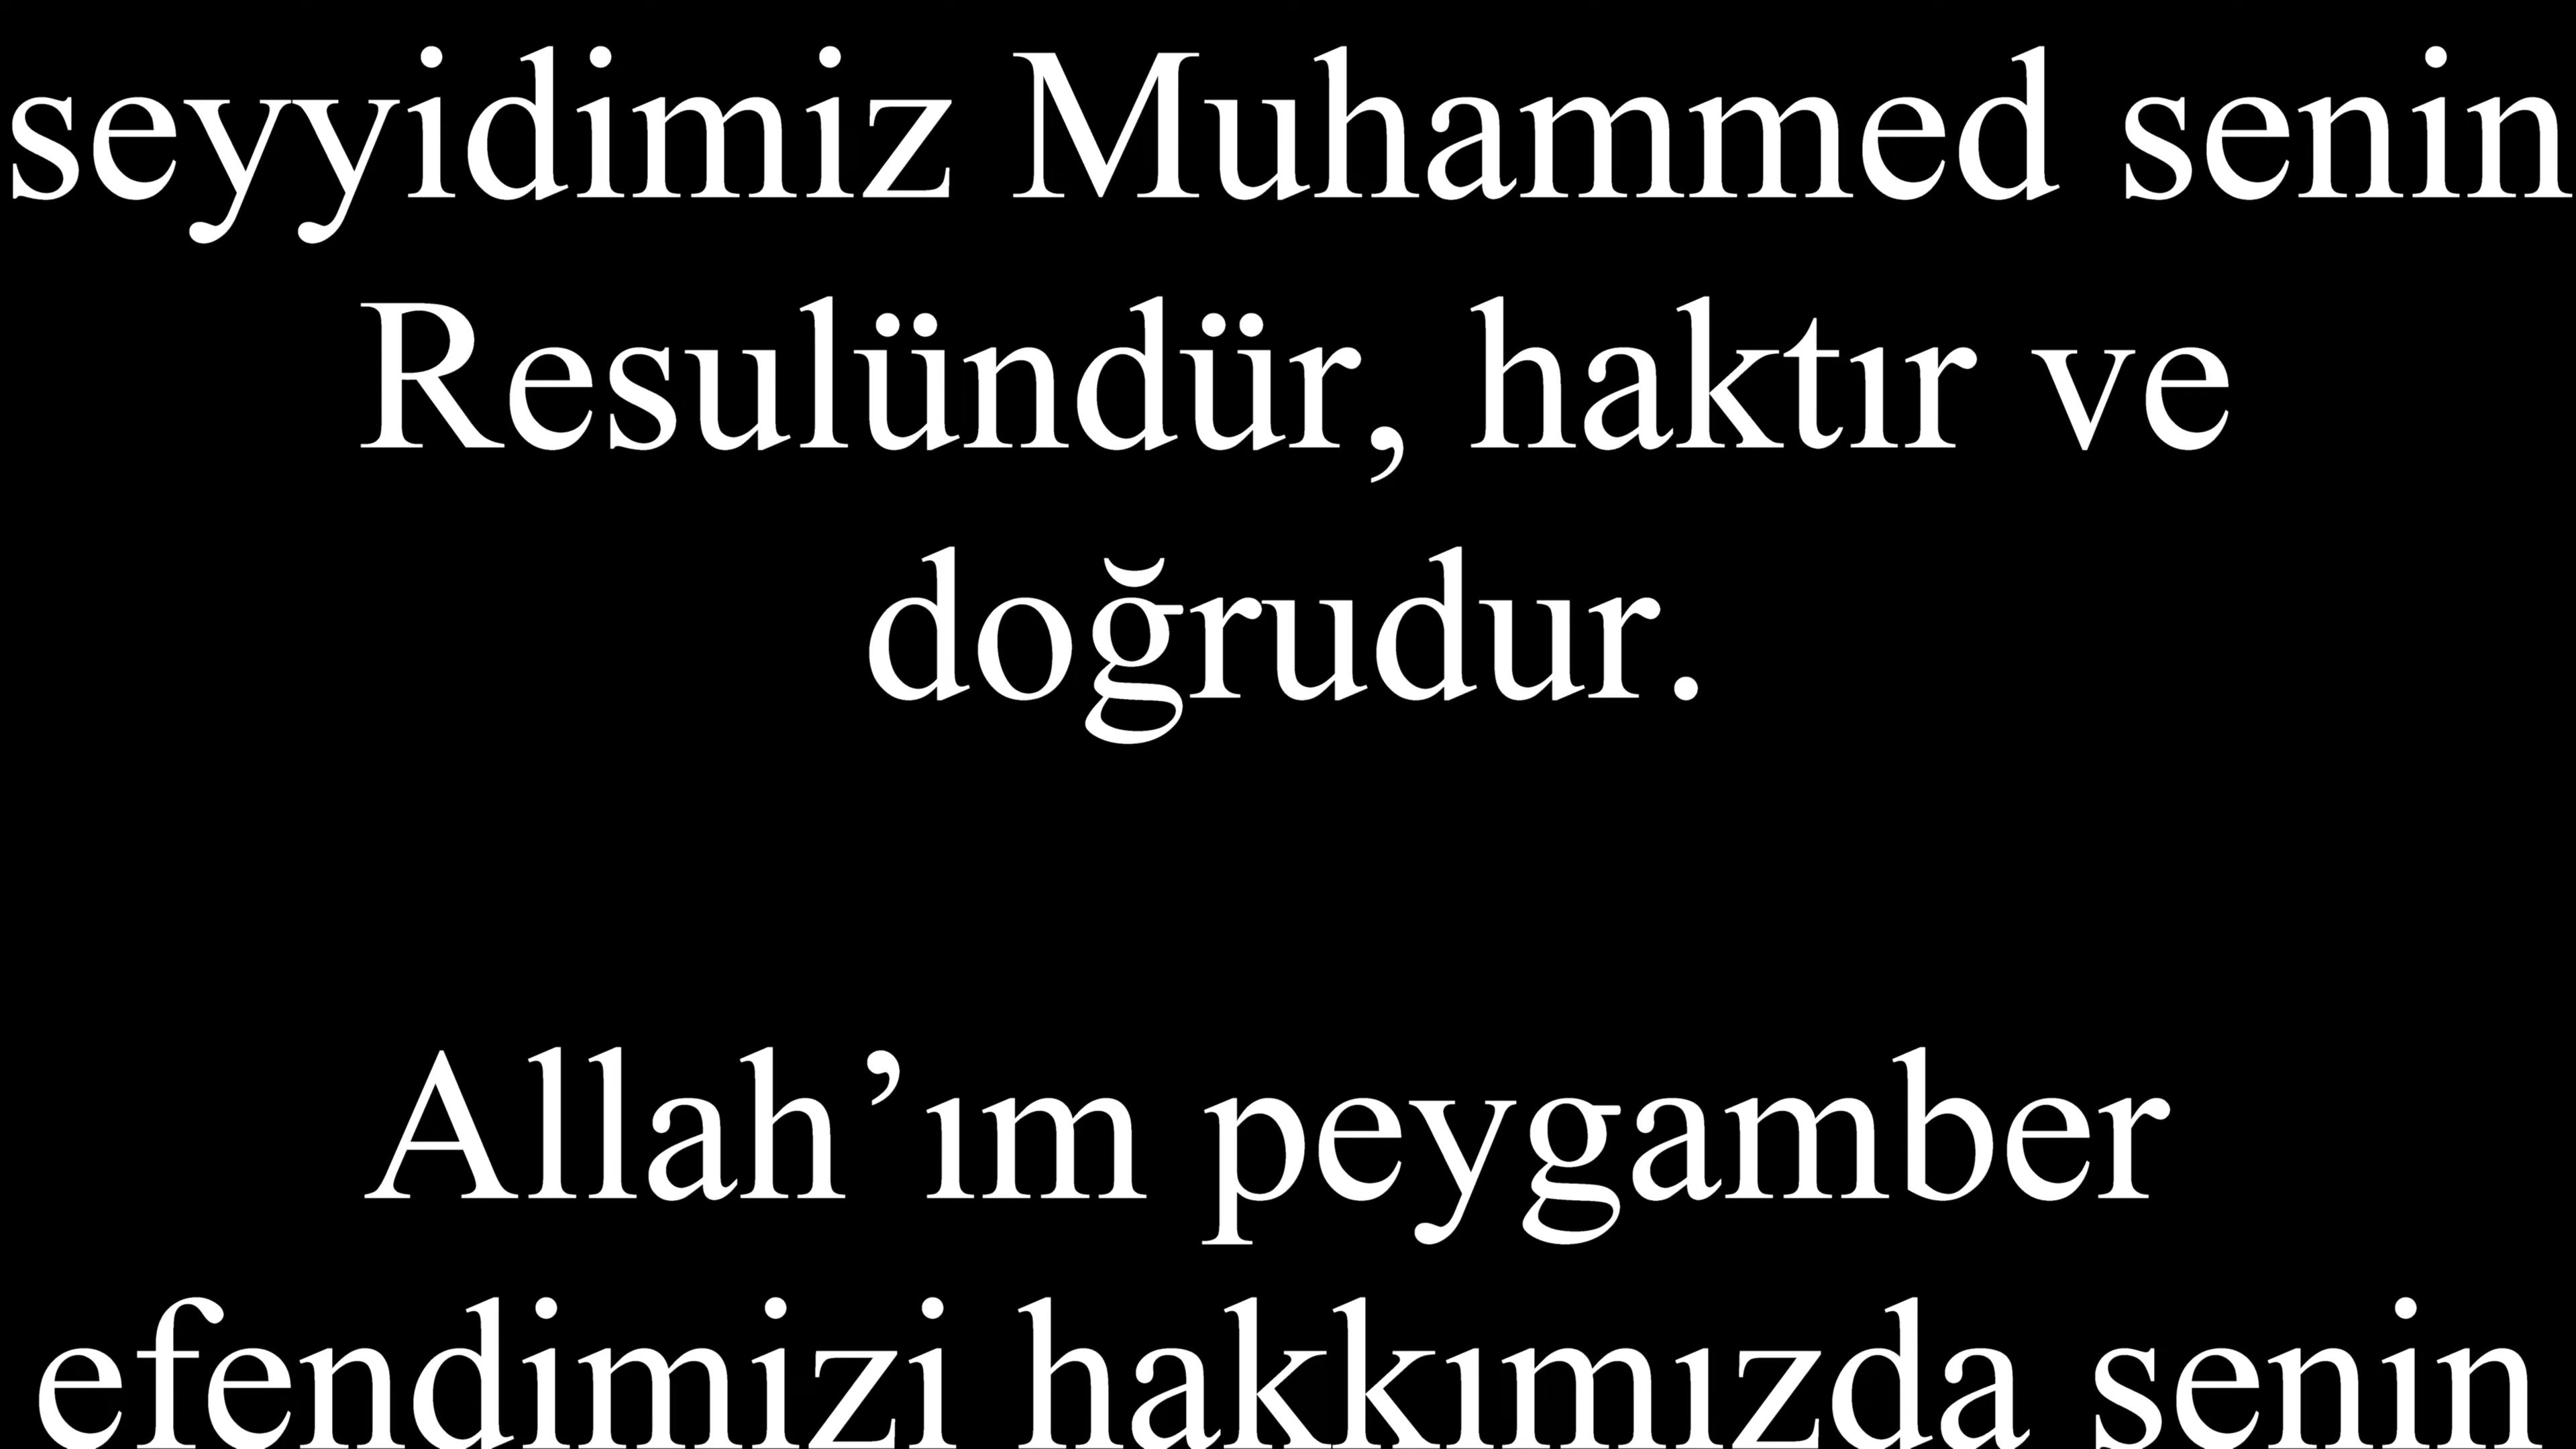 seyyidimiz Muhammed senin
Resulündür, haktır ve
doğrudur.
Allah’ım peygamber
efendimizi hakkımızda senin